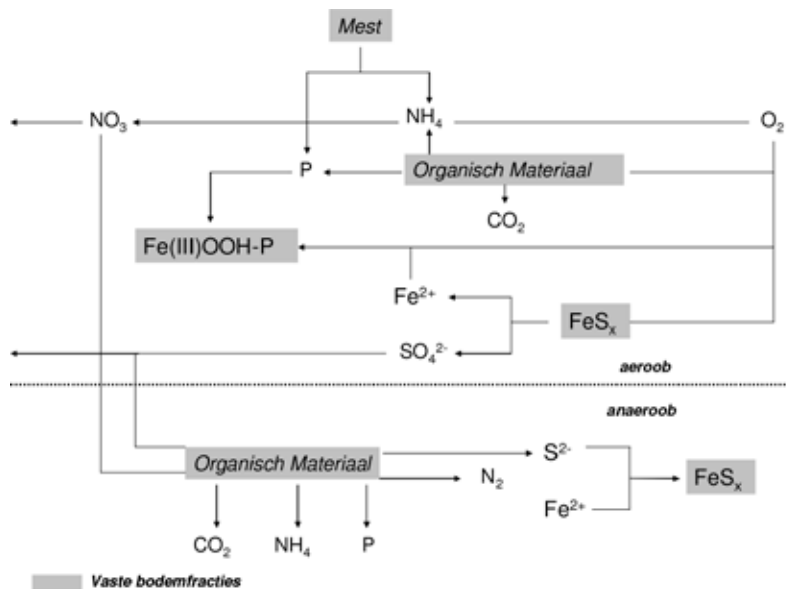 Mest
NO₃ NH₄ O₂
P Organisch Materiaal
CO₂
Fe(III)OOH-P
Fe²⁺
FeSₓ
SO₄²⁻
aeroob
anaeroob
Organisch Materiaal S²⁻
N₂ FeSₓ
Fe²⁺
CO₂ NH₄ P
Vaste bodemfracties